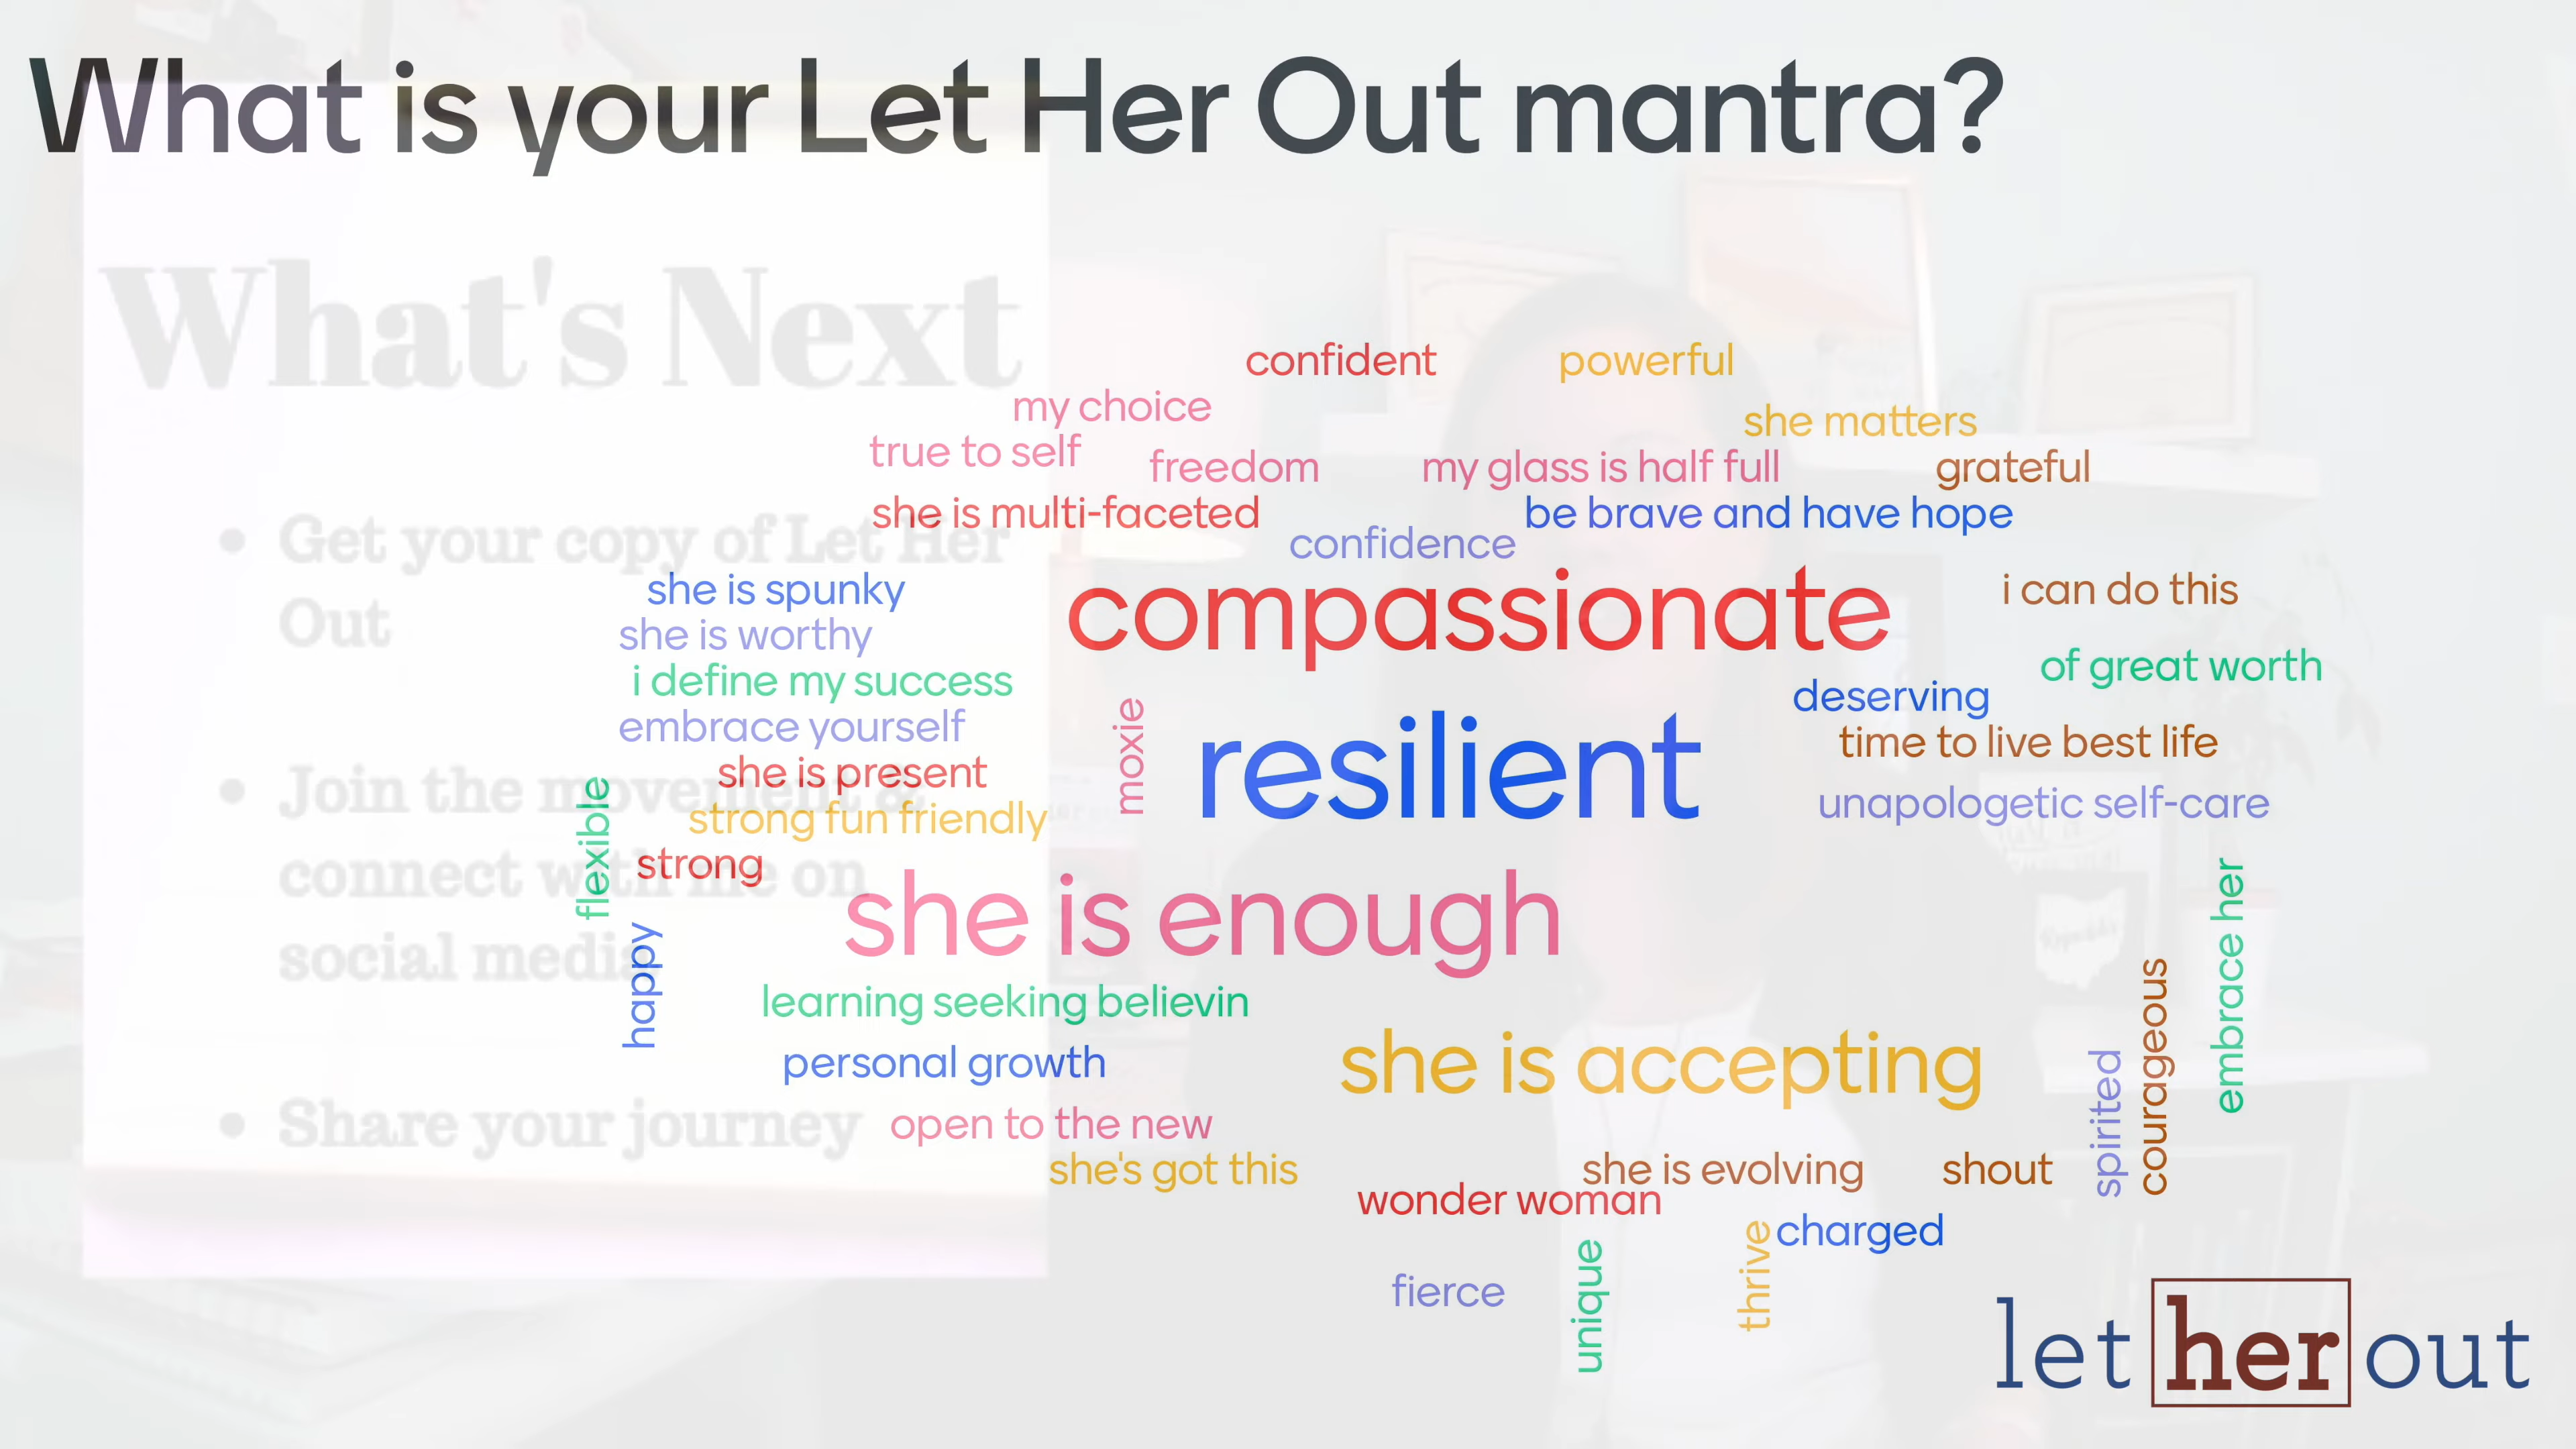 What is your Let Her Out mantra?
What's Next
Get your copy of Let Her
Out
Join the movement &
connect with me on
social media
Share your journey
confident
powerful
my choice
she matters
true to self
freedom
my glass is half full
grateful
she is multi-faceted
be brave and have hope
confidence
she is spunky
compassionate
i can do this
she is worthy
of great worth
i define my success
deserving
embrace yourself
moxie
resilient
time to live best life
she is present
unapologetic self-care
strong fun friendly
flexible
strong
she is enough
embrace her
happy
learning seeking believin
courageous
personal growth
she is accepting
spirited
open to the new
she's got this
she is evolving
shout
wonder woman
thrive
charged
unique
fierce
let her out